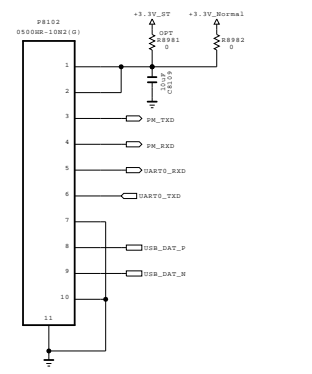 P8102
0500HR-10N2(G)
+3.3V_ST
+3.3V_Normal
OPT
R8981
0
R8982
0
1
10uF
C8109
2
3
PM_TXD
4
PM_RXD
5
UART0_RXD
6
UART0_TXD
7
8
USB_DAT_P
9
USB_DAT_N
10
11